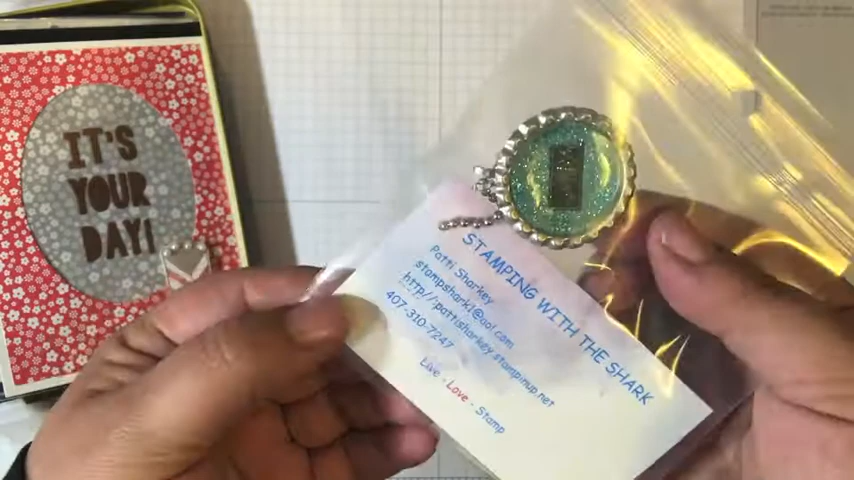 IT'S
YOUR
DAY!
STAMPING WITH THE SHARK
Patti Sharkey
stampshark1@aol.com
http://pattisharkey.stampinup.net
407-310-7247
Live - Love - Stamp